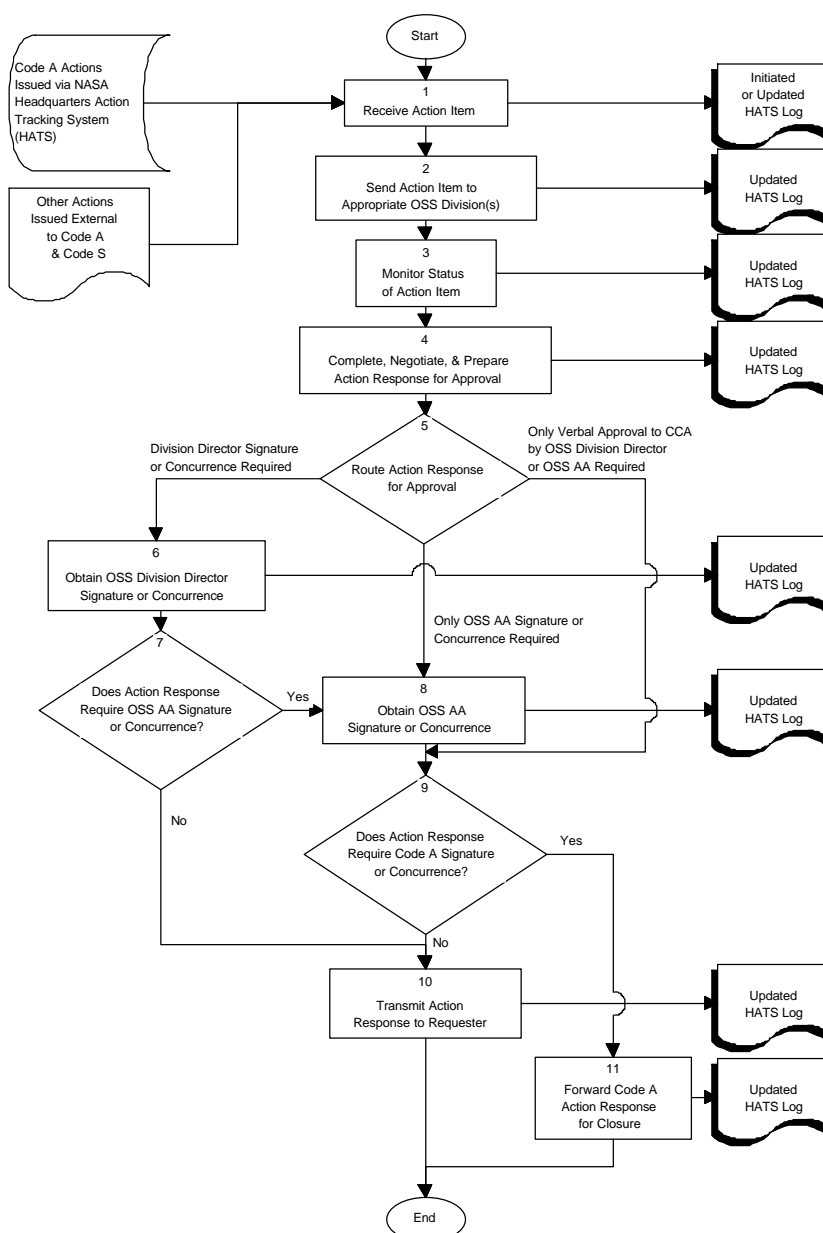 Start
Code A Actions
Issued via NASA
Headquarters Action
Tracking System
(HATS)
1
Receive Action Item
Initiated
or Updated
HATS Log
Other Actions
Issued External
to Code A
& Code S
2
Send Action Item to
Appropriate OSS Division(s)
Updated
HATS Log
3
Monitor Status
of Action Item
Updated
HATS Log
4
Complete, Negotiate, & Prepare
Action Response for Approval
Updated
HATS Log
5
Route Action Response
for Approval
Division Director Signature
or Concurrence Required
Only Verbal Approval to CCA
by OSS Division Director
or OSS AA Required
6
Obtain OSS Division Director
Signature or Concurrence
Updated
HATS Log
Only OSS AA Signature or
Concurrence Required
7
Does Action Response
Require OSS AA Signature
or Concurrence?
Yes
No
8
Obtain OSS AA
Signature or Concurrence
Updated
HATS Log
9
Does Action Response
Require Code A Signature
or Concurrence?
Yes
No
10
Transmit Action
Response to Requester
Updated
HATS Log
11
Forward Code A
Action Response
for Closure
Updated
HATS Log
End